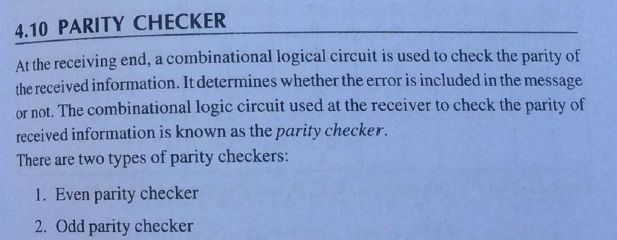 4.10 PARITY CHECKER
At the receiving end, a combinational logical circuit is used to check the parity of
the received information. It determines whether the error is included in the message
or not. The combinational logic circuit used at the receiver to check the parity of
received information is known as the parity checker.
There are two types of parity checkers:
1. Even parity checker
2. Odd parity checker